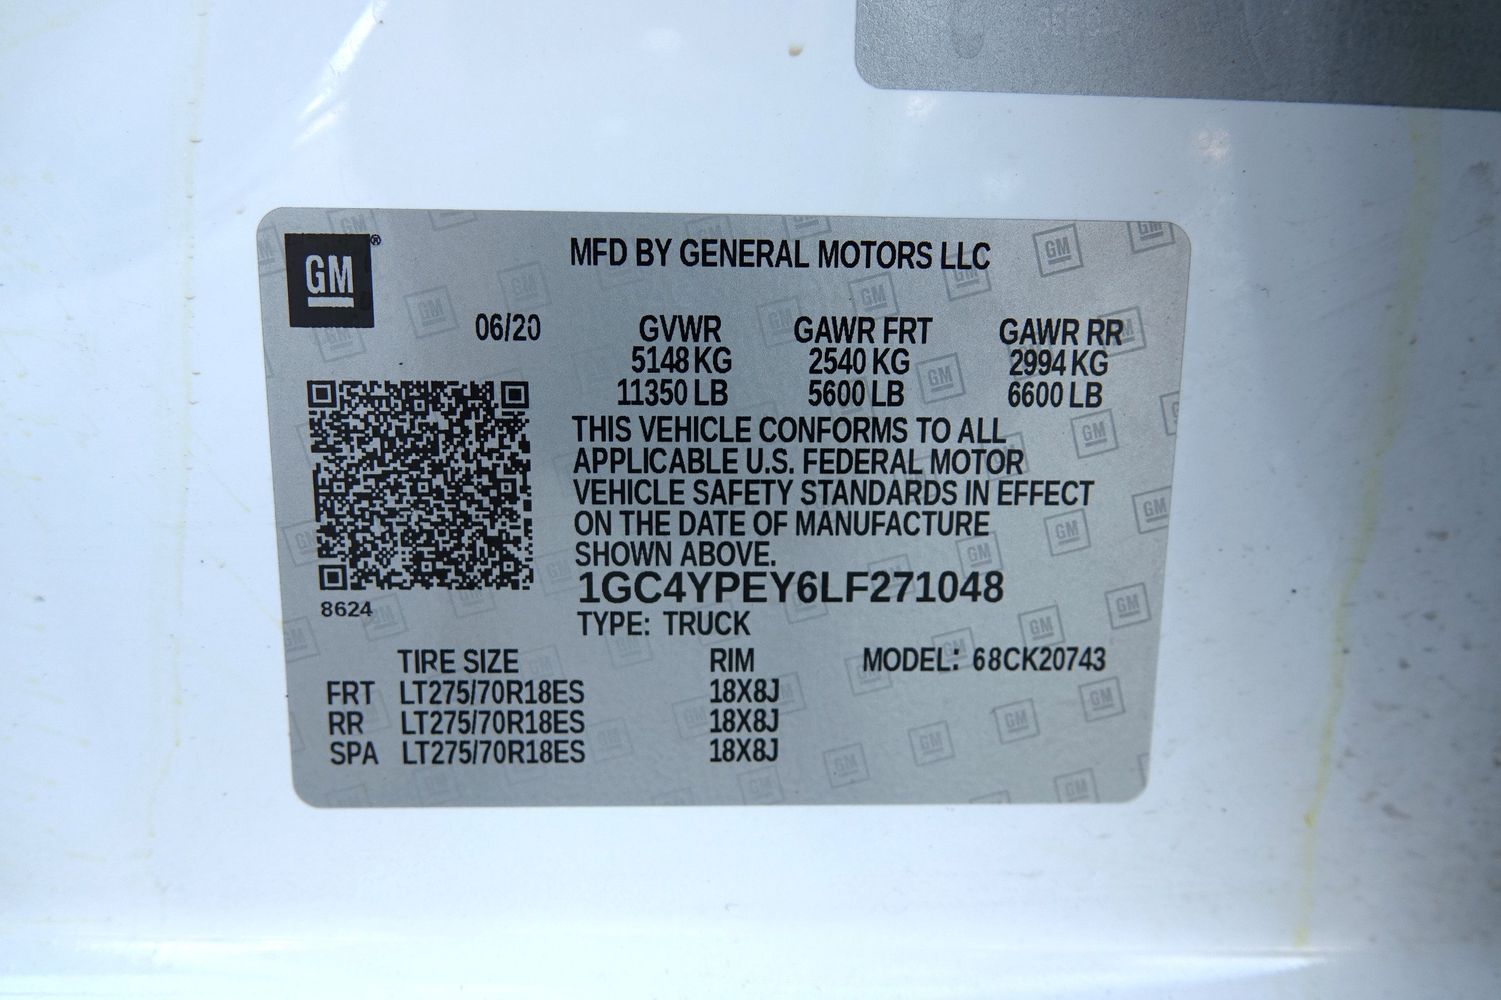 GM®
MFD BY GENERAL MOTORS LLC
06/20 GVWR GAWR FRT GAWR RR
5148 KG 2540 KG 2994 KG
11350 LB 5600 LB 6600 LB
THIS VEHICLE CONFORMS TO ALL
APPLICABLE U.S. FEDERAL MOTOR
VEHICLE SAFETY STANDARDS IN EFFECT
ON THE DATE OF MANUFACTURE
SHOWN ABOVE.
1GC4YPEY6LF271048
8624
TYPE: TRUCK
TIRE SIZE RIM MODEL: 68CK20743
FRT LT275/70R18ES 18X8J
RR LT275/70R18ES 18X8J
SPA LT275/70R18ES 18X8J